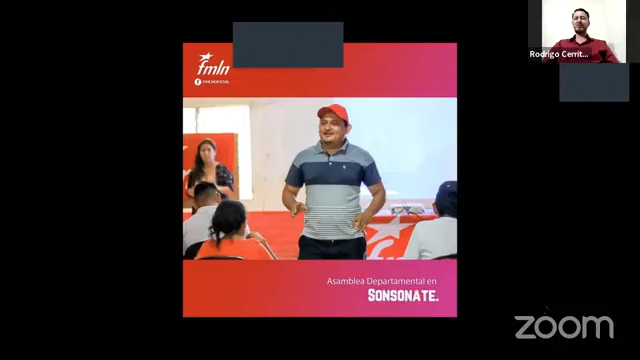 fmln
FMLNOFICIAL
Rodrigo Cerrit...
Asamblea Departamental en
SONSONATE.
zoom